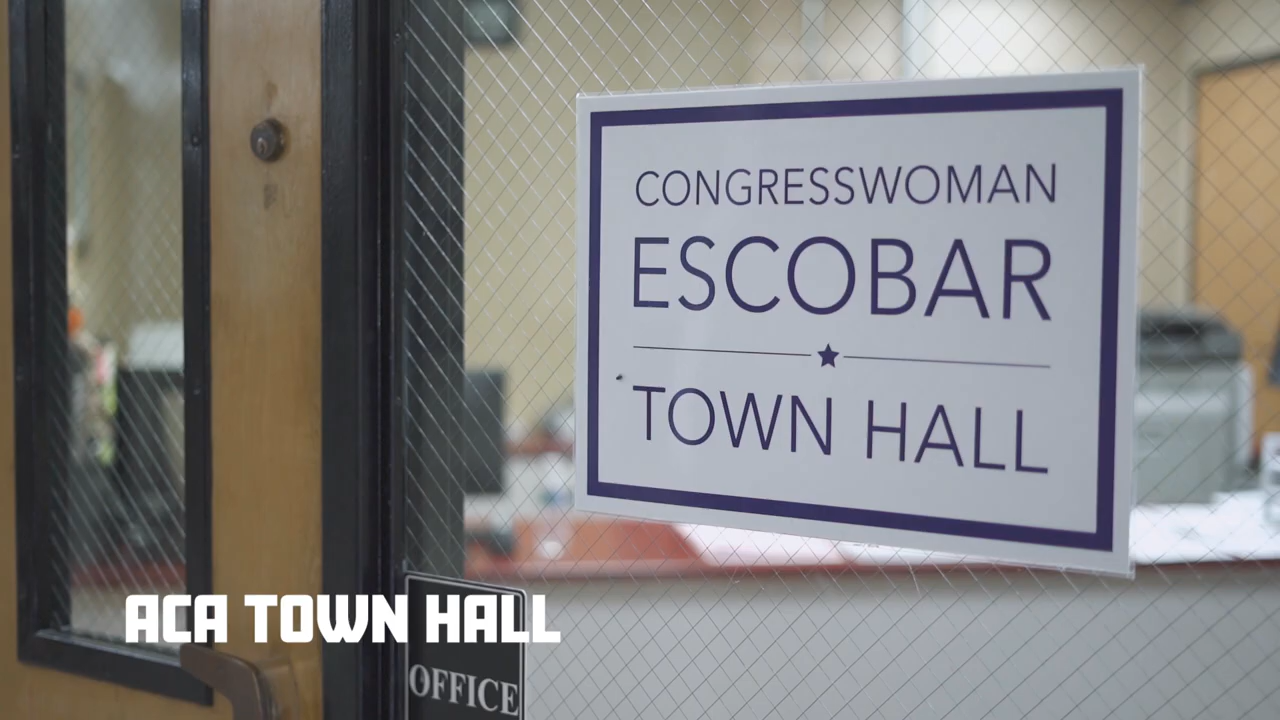 CONGRESSWOMAN
ESCOBAR
TOWN HALL
ACA TOWN HALL
OFFICE